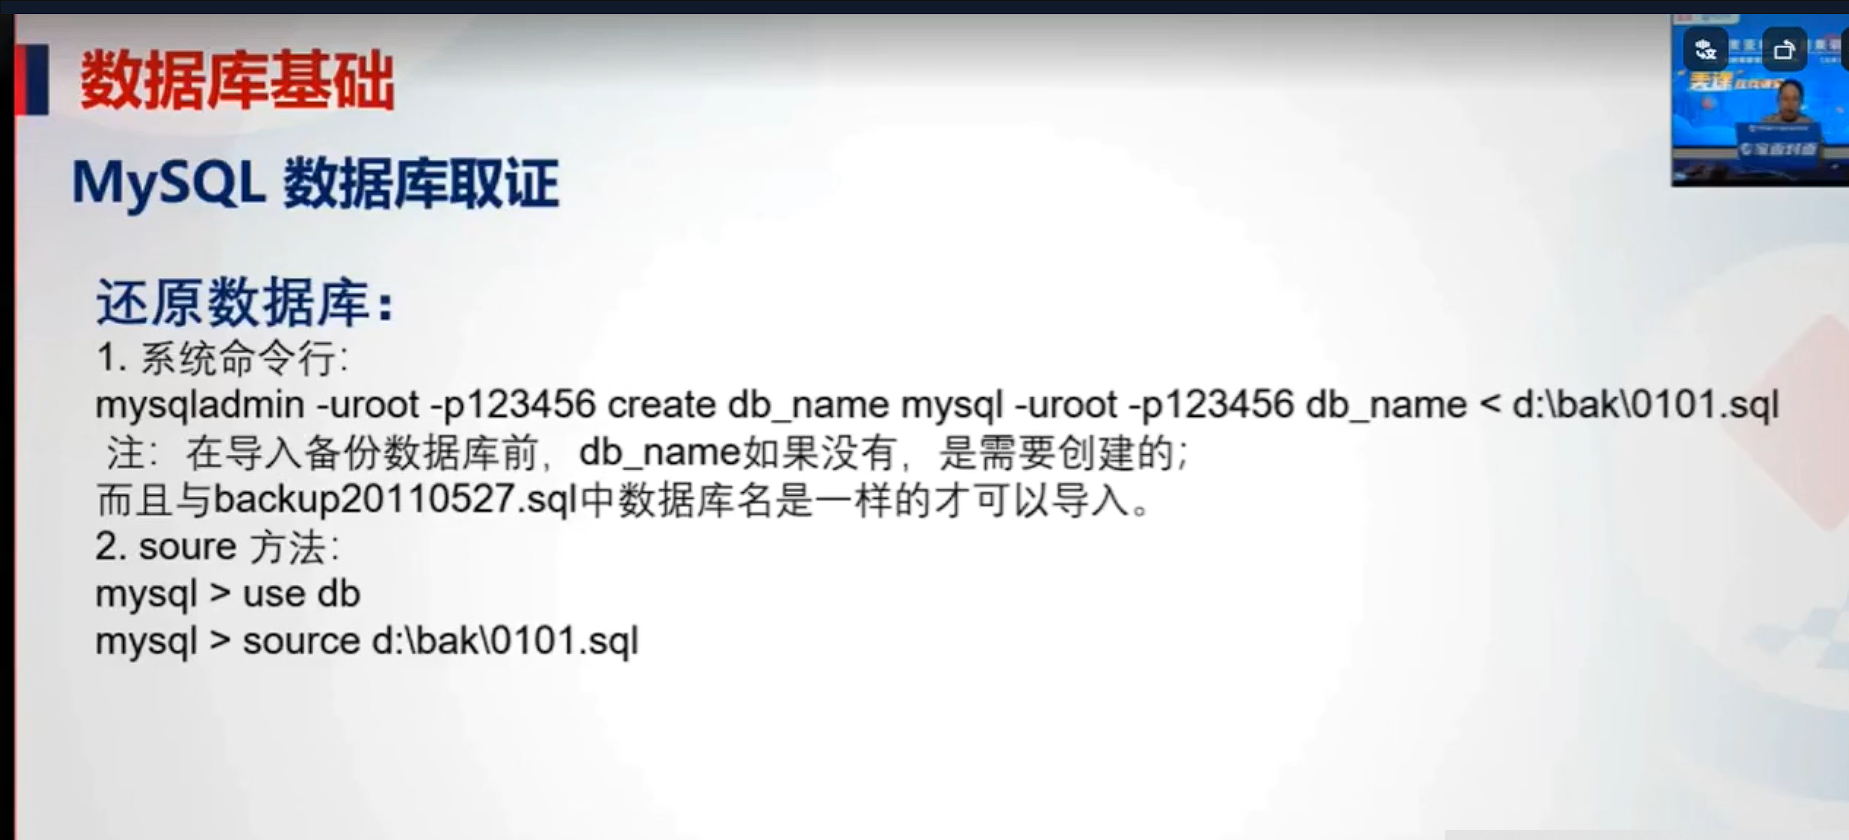 数据库基础
MySQL 数据库取证
还原数据库：
1. 系统命令行：
mysqladmin -uroot -p123456 create db_name mysql -uroot -p123456 db_name < d:\bak\0101.sql
注：在导入备份数据库前，db_name如果没有，是需要创建的；
而且与backup20110527.sql中数据库名是一样的才可以导入。
2. soure 方法：
mysql > use db
mysql > source d:\bak\0101.sql